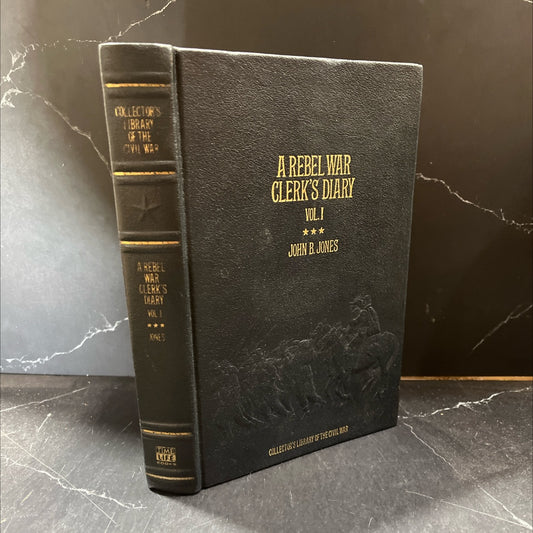 COLLECTOR'S
LIBRARY
OF THE
CIVIL WAR
A REBEL
WAR
CLERK'S
DIARY
VOL. I
JONES
TIME
LIFE
BOOKS
A REBEL WAR
CLERK'S DIARY
VOL. I
JOHN B. JONES
COLLECTOR'S LIBRARY OF THE CIVIL WAR